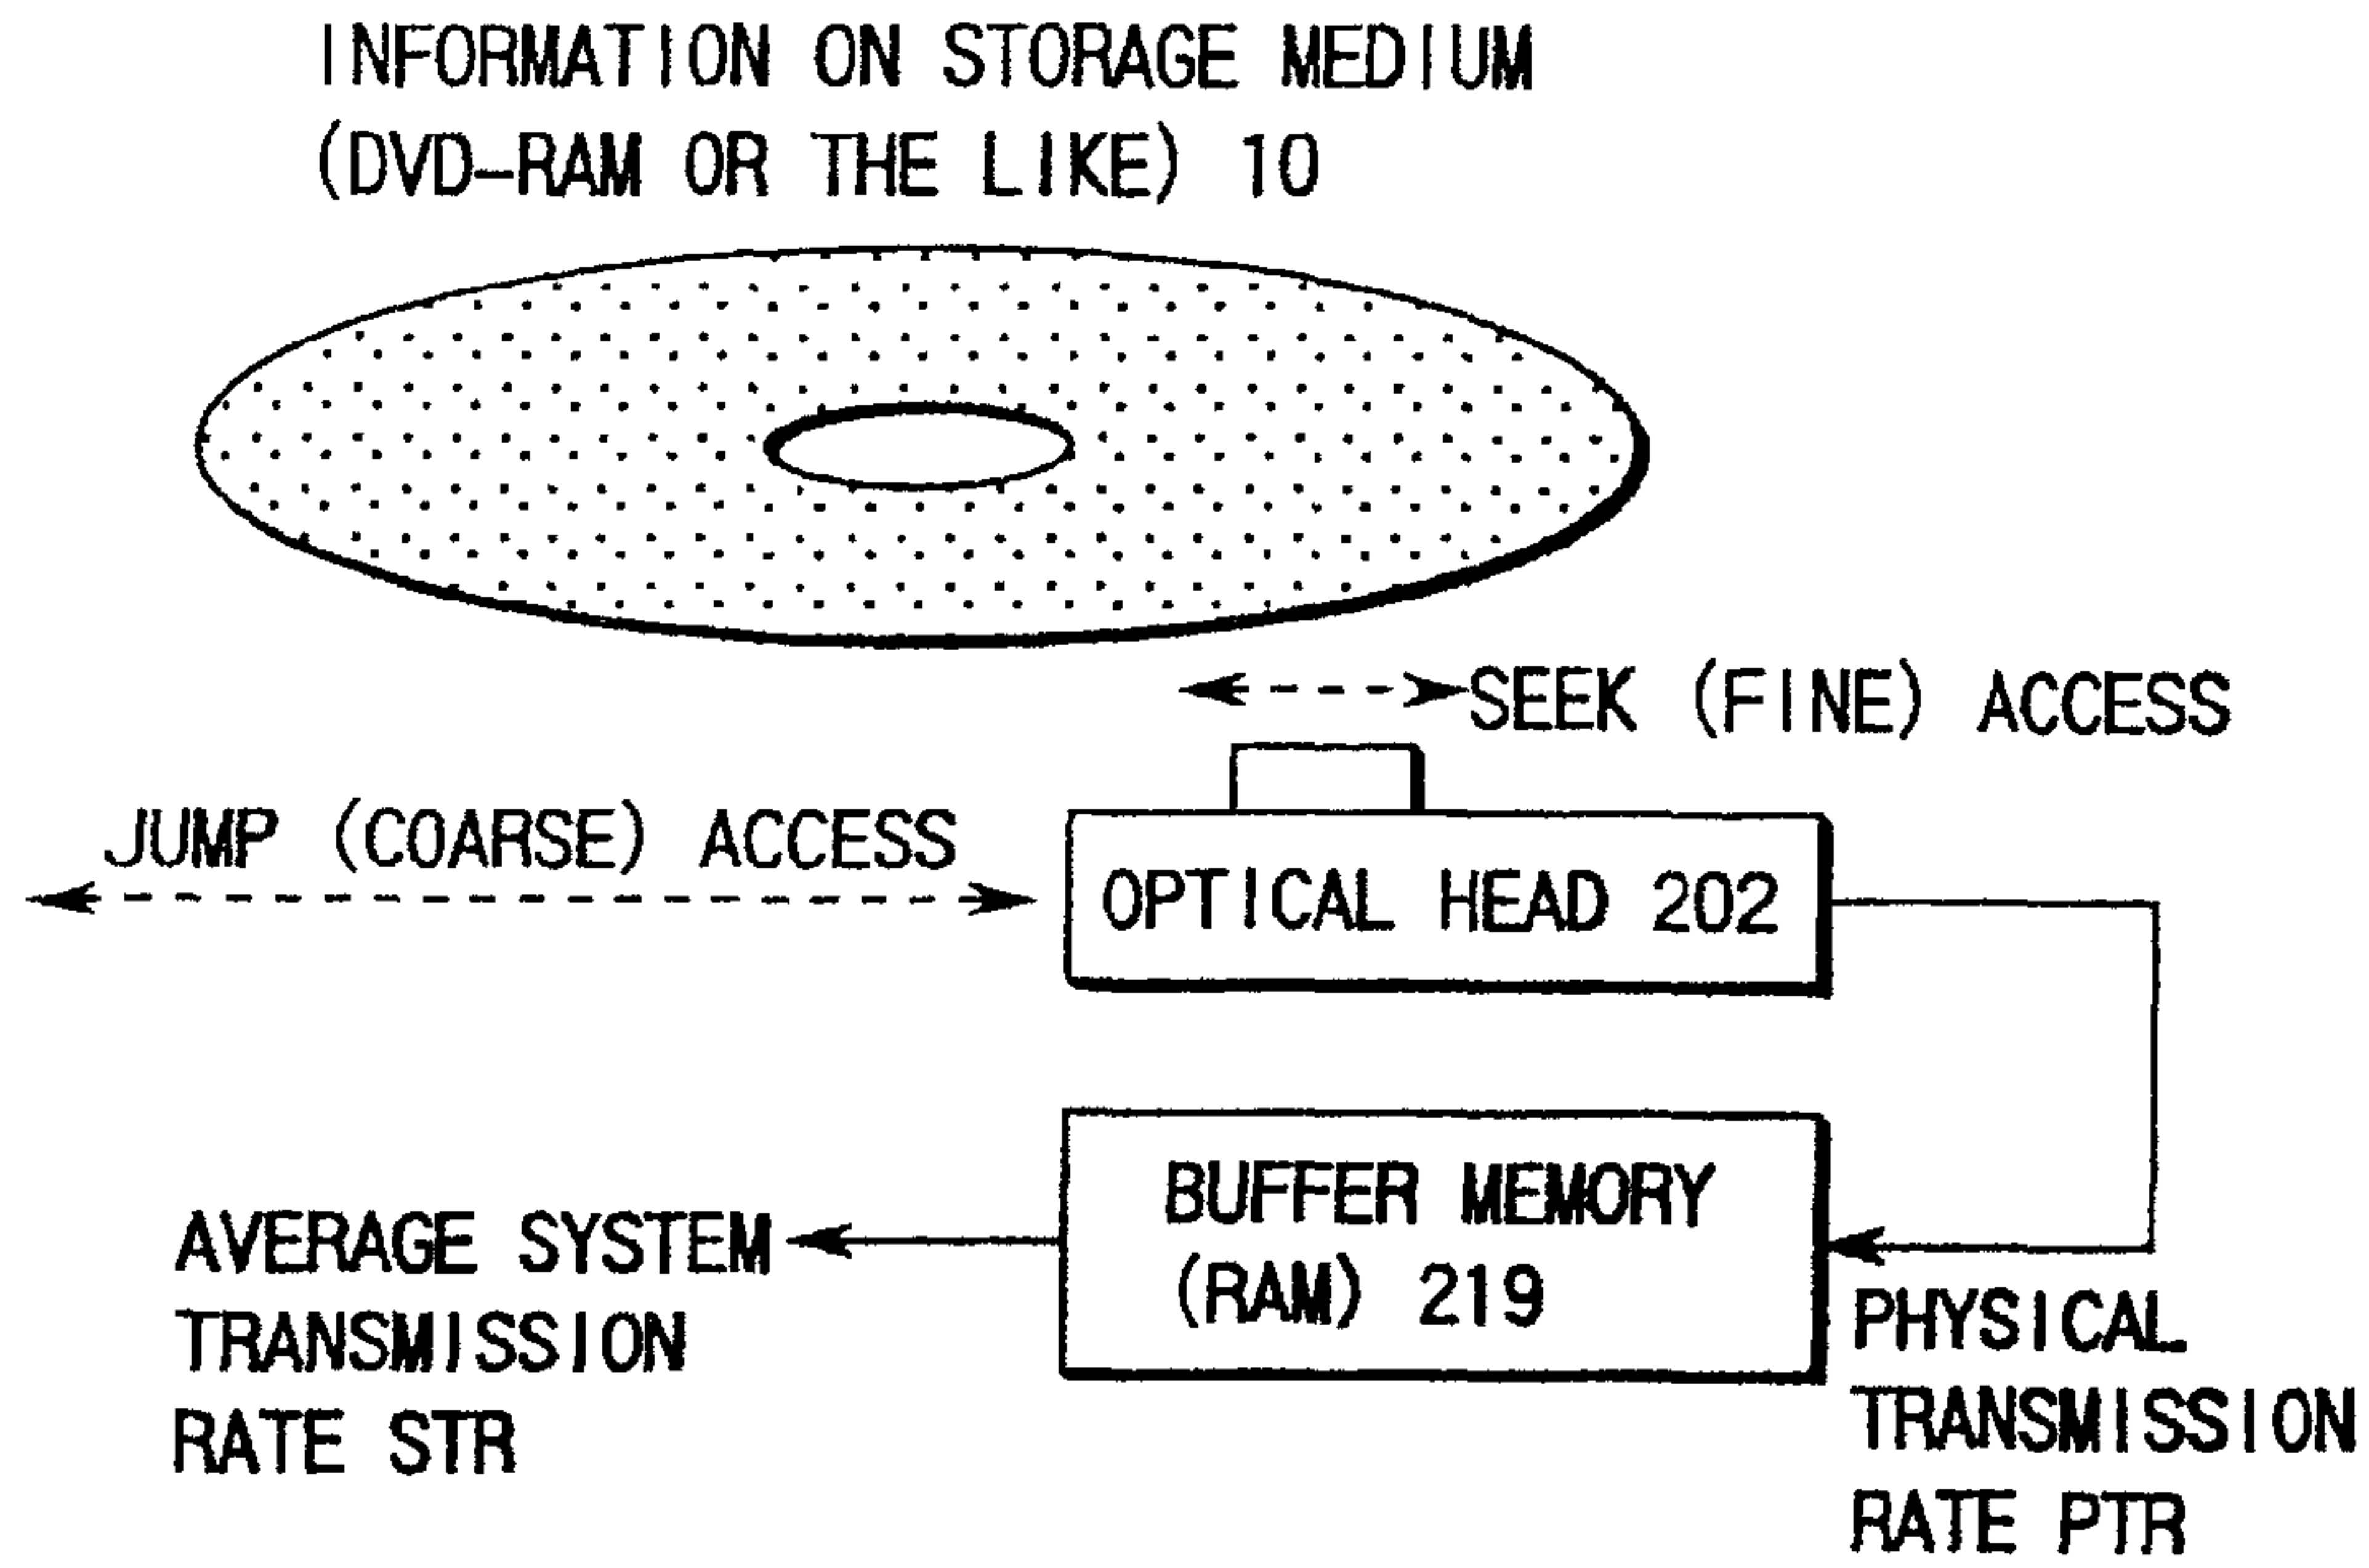 INFORMATION ON STORAGE MEDIUM
(DVD-RAM OR THE LIKE) 10
SEEK (FINE) ACCESS
JUMP (COARSE) ACCESS
OPTICAL HEAD 202
BUFFER MEMORY
(RAM) 219
AVERAGE SYSTEM
TRANSMISSION
RATE STR
PHYSICAL
TRANSMISSION
RATE PTR